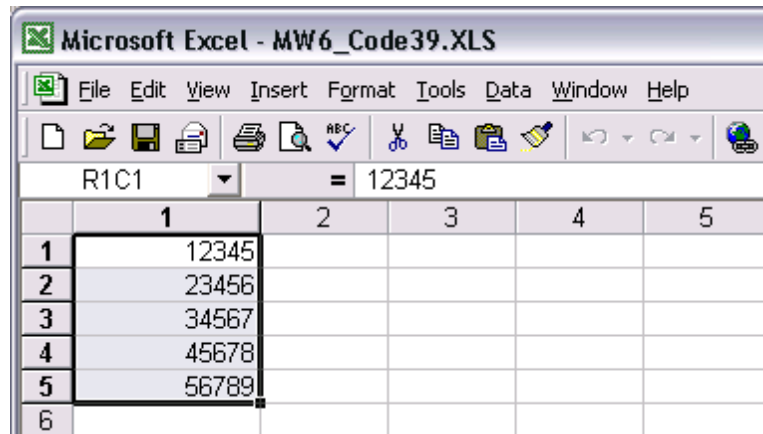 Microsoft Excel - MW6_Code39.XLS
File Edit View Insert Format Tools Data Window Help
ABC
R1C1 = 12345
1 2 3 4 5
1 12345
2 23456
3 34567
4 45678
5 56789
6